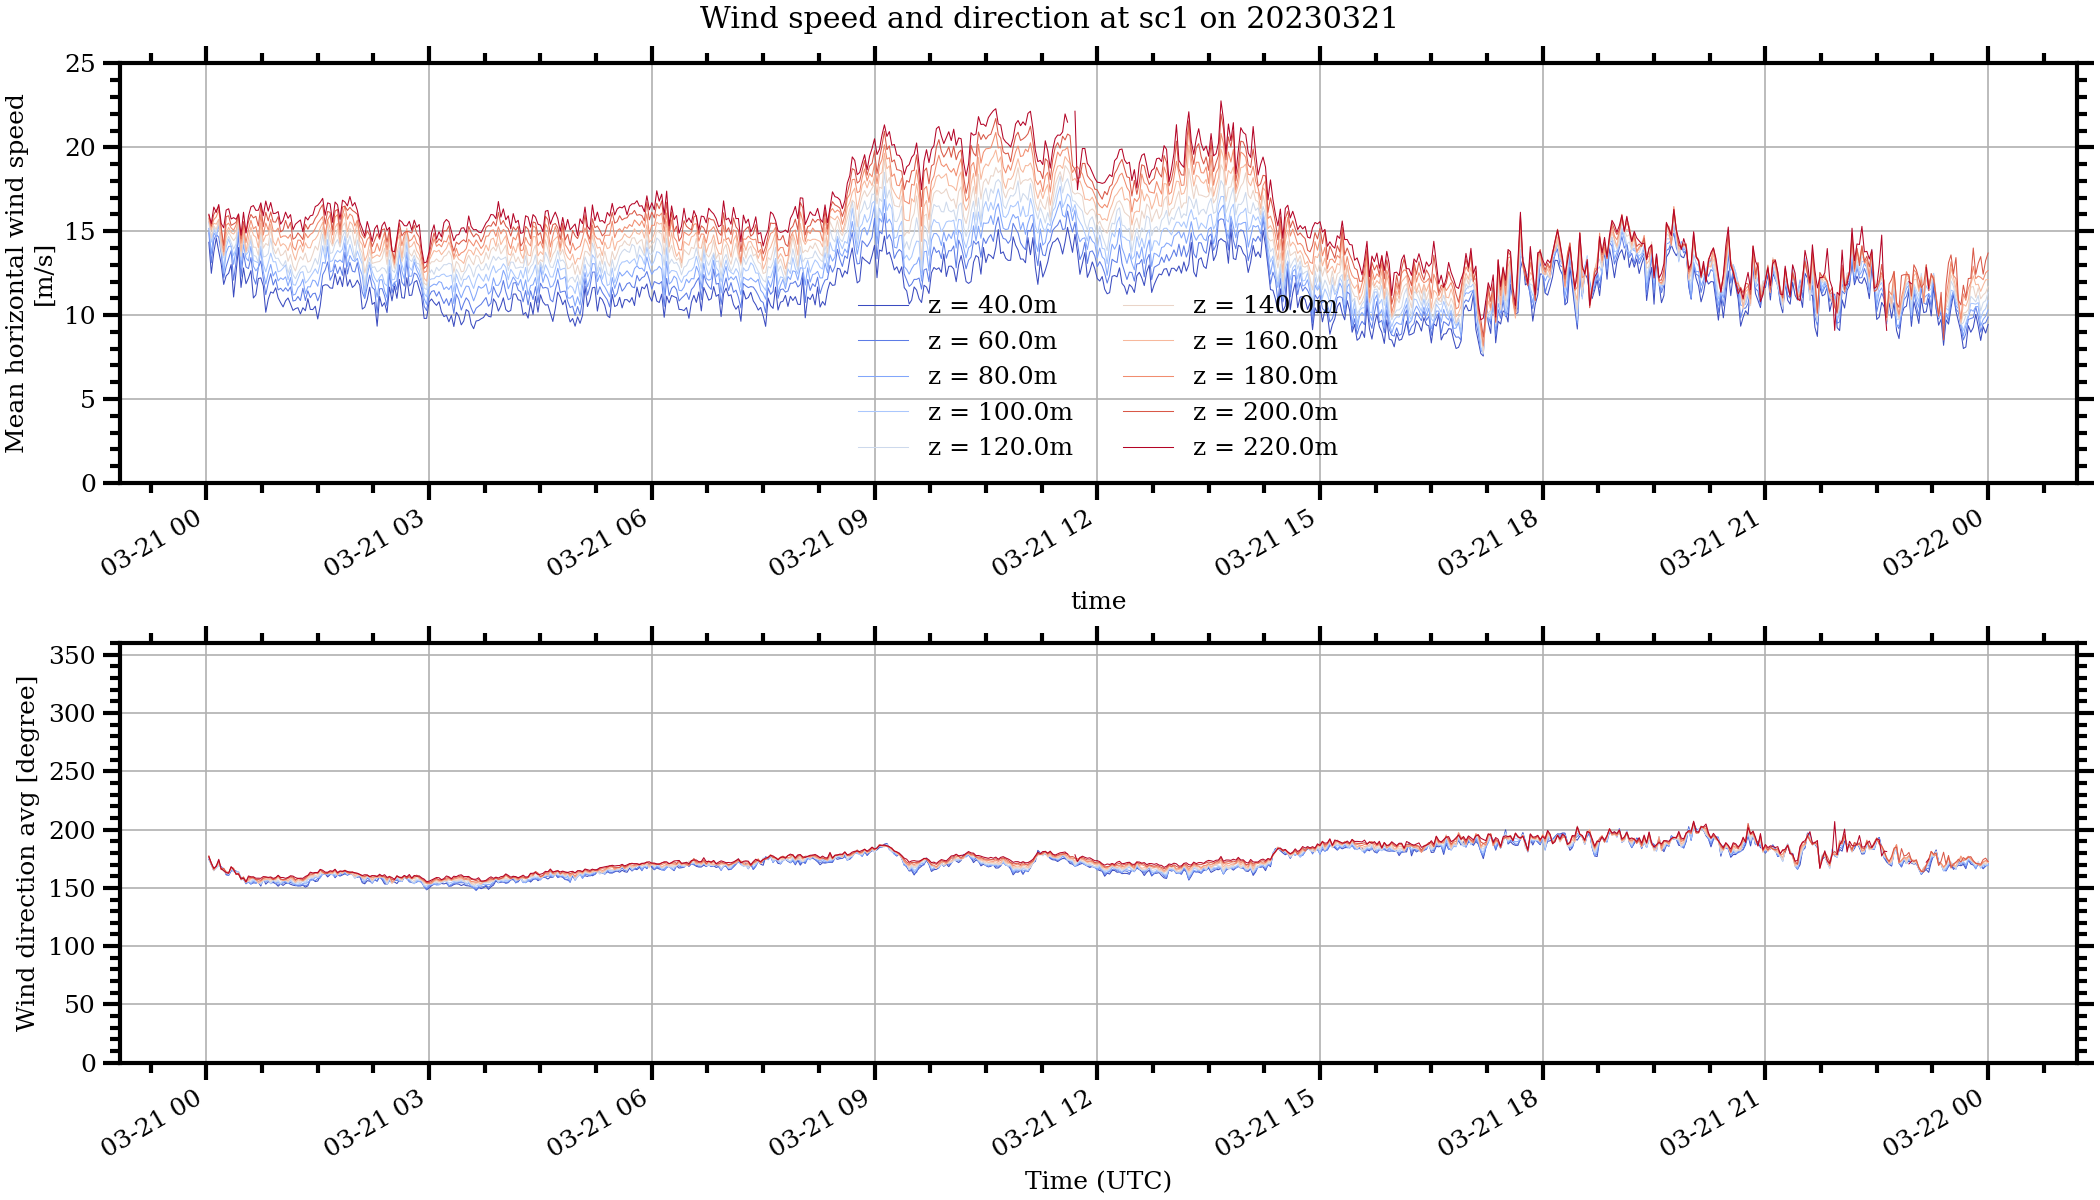 Wind speed and direction at sc1 on 20230321
Mean horizontal wind speed
[m/s]
25
20
15
10
5
0
z = 40.0m
z = 60.0m
z = 80.0m
z = 100.0m
z = 120.0m
z = 140.0m
z = 160.0m
z = 180.0m
z = 200.0m
z = 220.0m
03-21 00
03-21 03
03-21 06
03-21 09
03-21 12
03-21 15
03-21 18
03-21 21
03-22 00
time
Wind direction avg [degree]
350
300
250
200
150
100
50
0
03-21 00
03-21 03
03-21 06
03-21 09
03-21 12
03-21 15
03-21 18
03-21 21
03-22 00
Time (UTC)